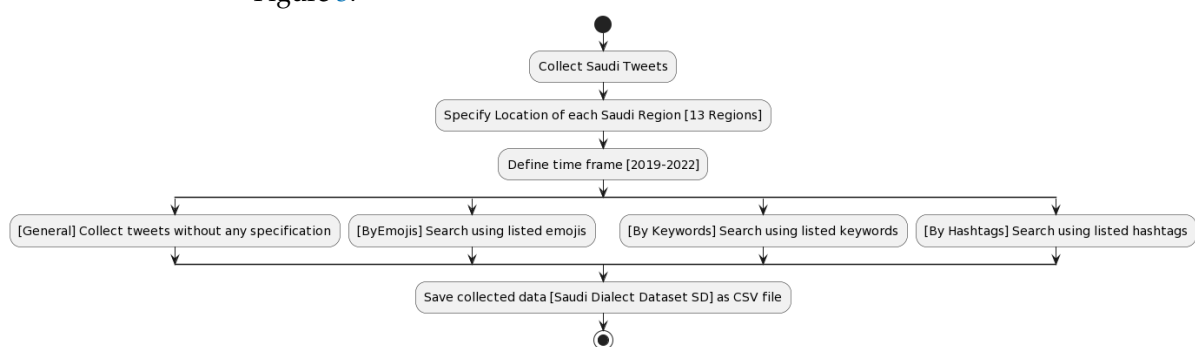 Figure 3.
Collect Saudi Tweets
Specify Location of each Saudi Region [13 Regions]
Define time frame [2019-2022]
[General] Collect tweets without any specification
[ByEmojis] Search using listed emojis
[By Keywords] Search using listed keywords
[By Hashtags] Search using listed hashtags
Save collected data [Saudi Dialect Dataset SD] as CSV file